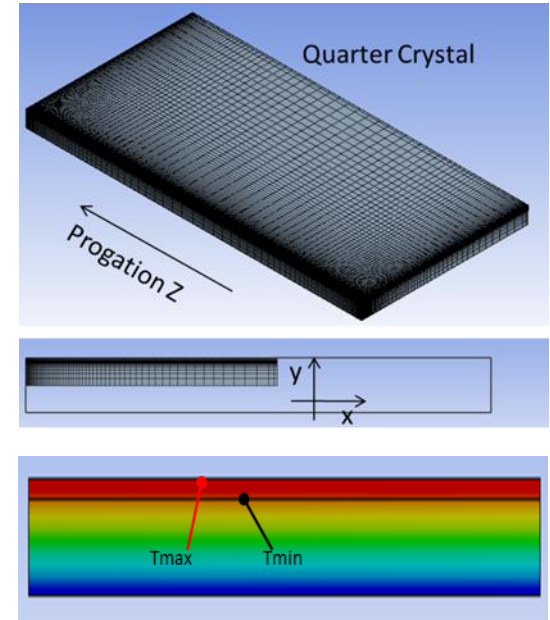 Quarter Crystal
Progation Z
y
x
Tmax
Tmin